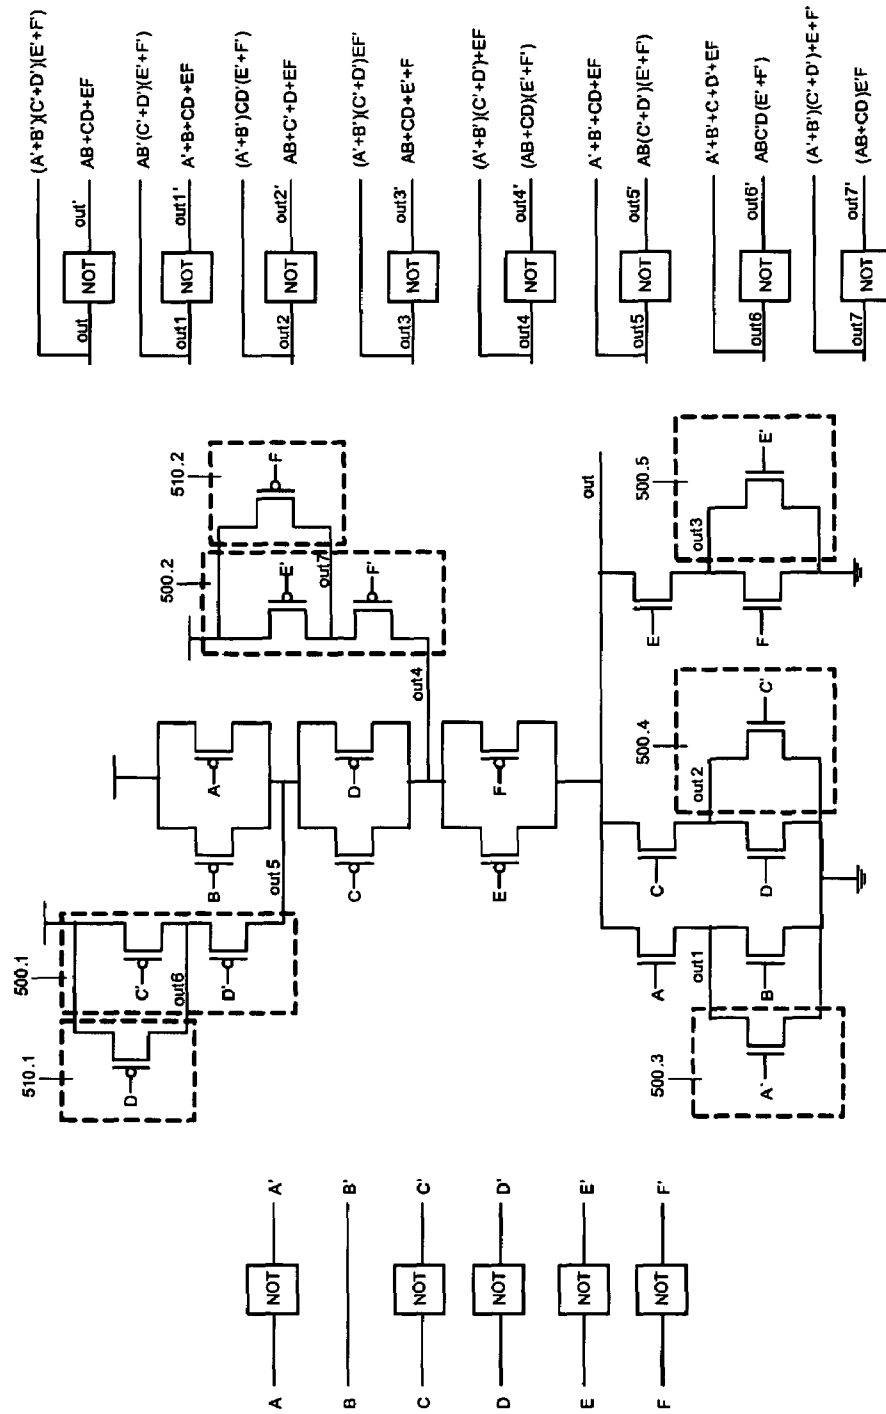 A NOT A'
B B'
C NOT C'
D NOT D'
E NOT E'
F NOT F'
510.1
D
500.1
C'
out6
D'
out5
B
A
C
D
E
F
out4
500.2
E'
out7
F'
510.2
F
out
500.3
A`
A
out1
B
C
out2
D
500.4
C'
E
out3
F
500.5
E'
(A'+B')(C'+D')(E'+F')
out NOT out' AB+CD+EF
AB'(C'+D')(E'+F')
out1 NOT out1' A'+B+CD+EF
(A'+B')CD'(E'+F')
out2 NOT out2' AB+C'+D+EF
(A'+B')(C'+D')EF'
out3 NOT out3' AB+CD+E'+F
(A'+B')(C'+D')+EF
out4 NOT out4' (AB+CD)(E'+F')
A'+B'+CD+EF
out5 NOT out5' AB(C'+D')(E'+F')
A'+B'+C+D'+EF
out6 NOT out6' ABC'D(E'+F')
(A'+B')(C'+D')+E+F'
out7 NOT out7' (AB+CD)E'F